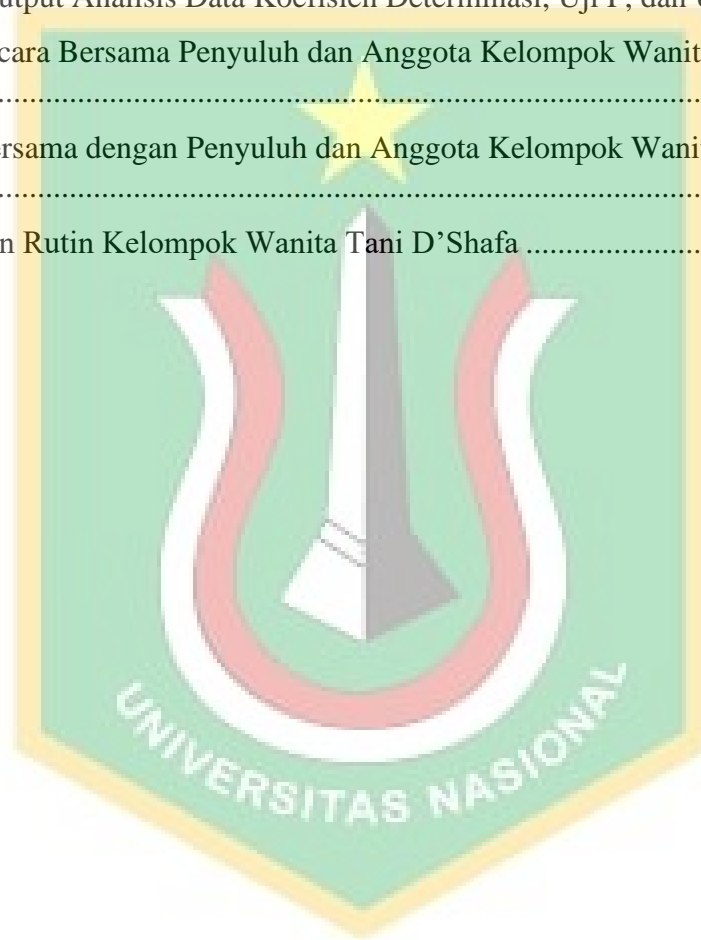 utput Analisis Data Koefisien Determinasi, Uji F, dan
cara Bersama Penyuluh dan Anggota Kelompok Wanit
................................................................................
ersama dengan Penyuluh dan Anggota Kelompok Wani
................................................................................
n Rutin Kelompok Wanita Tani D’Shafa ......................
UNIVERSITAS NASIONAL